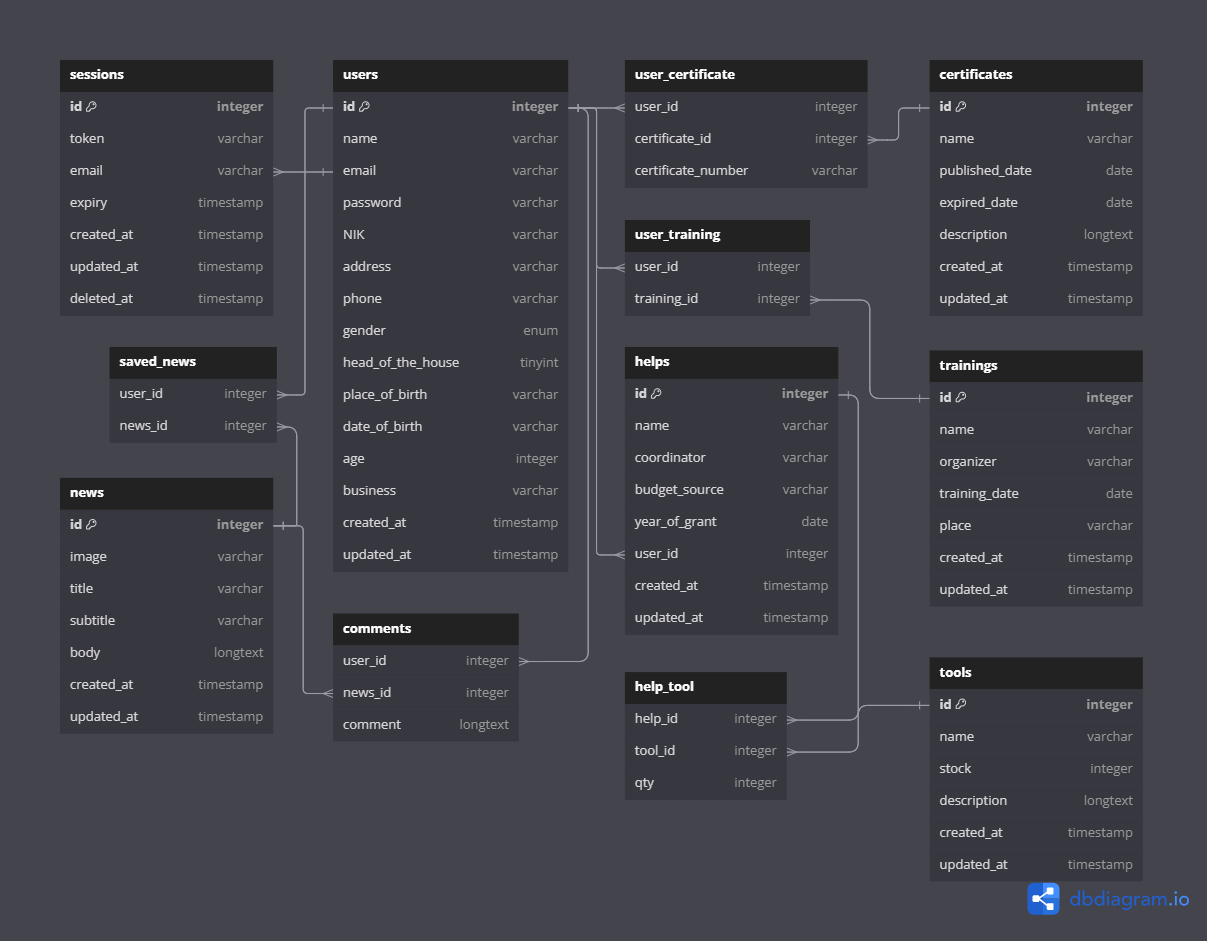 sessions
id integer
token varchar
email varchar
expiry timestamp
created_at timestamp
updated_at timestamp
deleted_at timestamp
users
id integer
name varchar
email varchar
password varchar
NIK varchar
address varchar
phone varchar
gender enum
head_of_the_house tinyint
place_of_birth varchar
date_of_birth varchar
age integer
business varchar
created_at timestamp
updated_at timestamp
user_certificate
user_id integer
certificate_id integer
certificate_number varchar
certificates
id integer
name varchar
published_date date
expired_date date
description longtext
created_at timestamp
updated_at timestamp
user_training
user_id integer
training_id integer
saved_news
user_id integer
news_id integer
helps
id integer
name varchar
coordinator varchar
budget_source varchar
year_of_grant date
user_id integer
created_at timestamp
updated_at timestamp
trainings
id integer
name varchar
organizer varchar
training_date date
place varchar
created_at timestamp
updated_at timestamp
news
id integer
image varchar
title varchar
subtitle varchar
body longtext
created_at timestamp
updated_at timestamp
comments
user_id integer
news_id integer
comment longtext
help_tool
help_id integer
tool_id integer
qty integer
tools
id integer
name varchar
stock integer
description longtext
created_at timestamp
updated_at timestamp
dbdiagram.io